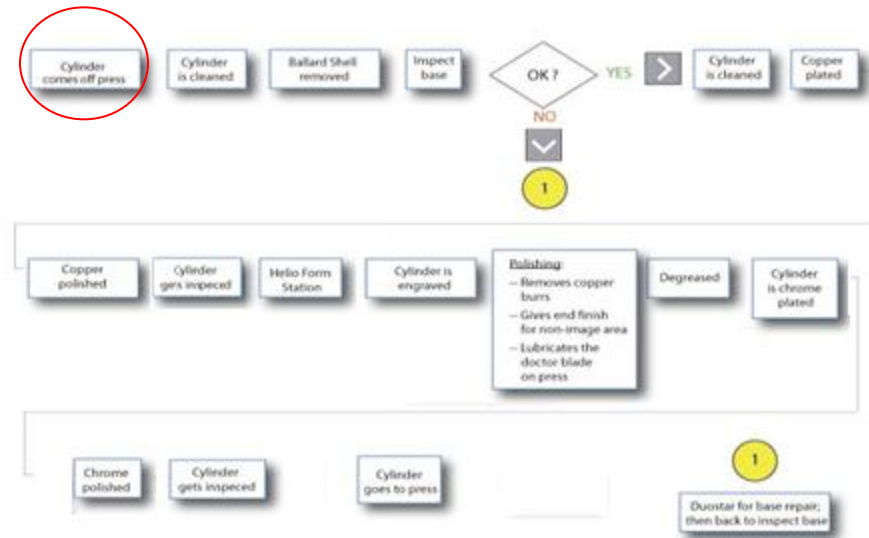 Cylinder
comes off press
Cylinder
is cleaned
Ballard Shell
removed
Inspect
base
OK ?
YES
NO
1
Cylinder
is cleaned
Copper
plated
Copper
polished
Cylinder
gets inspeced
Helio Form
Station
Cylinder is
engraved
Polishing:
– Removes copper
burrs
– Gives end finish
for non-image area
– Lubricates the
doctor blade
on press
Degreased
Cylinder
is chrome
plated
Chrome
polished
Cylinder
gets inspeced
Cylinder
goes to press
1
Duostar for base repair;
then back to inspect base